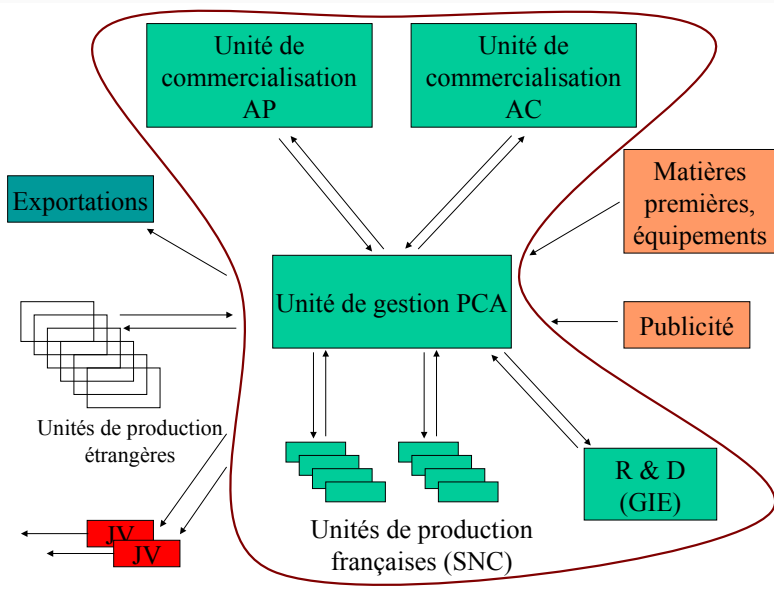 Unité de
commercialisation
AP
Unité de
commercialisation
AC
Exportations
Matières
premières,
équipements
Unité de gestion PCA
Publicité
Unités de production
étrangères
R & D
(GIE)
Unités de production
françaises (SNC)
JV
JV